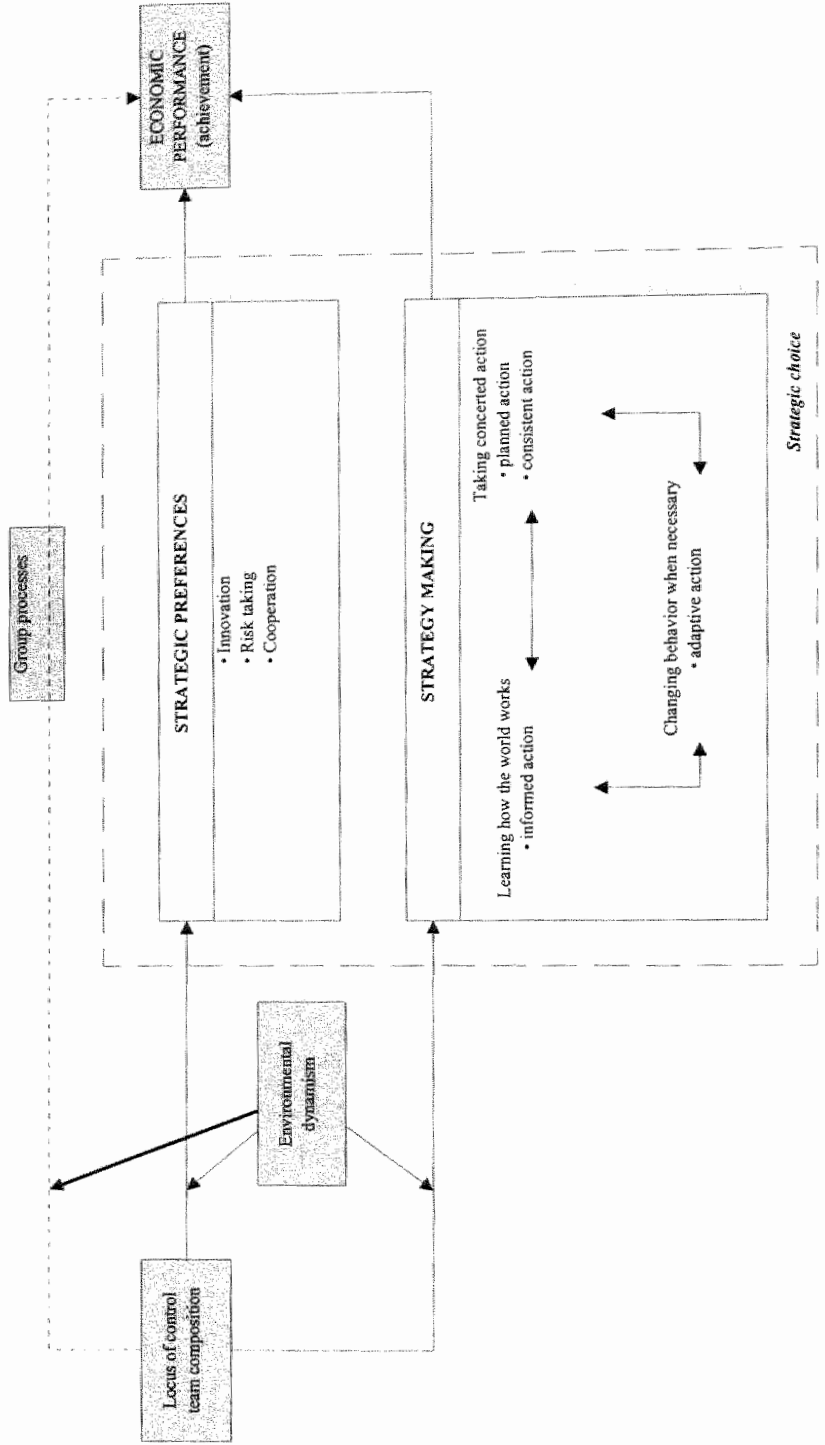 Group processes
Locus of control
team composition
Environmental
dynamism
STRATEGIC PREFERENCES
• Innovation
• Risk taking
• Cooperation
STRATEGY MAKING
Learning how the world works
• informed action
Taking concerted action
• planned action
• consistent action
Changing behavior when necessary
• adaptive action
Strategic choice
ECONOMIC
PERFORMANCE
(achievement)